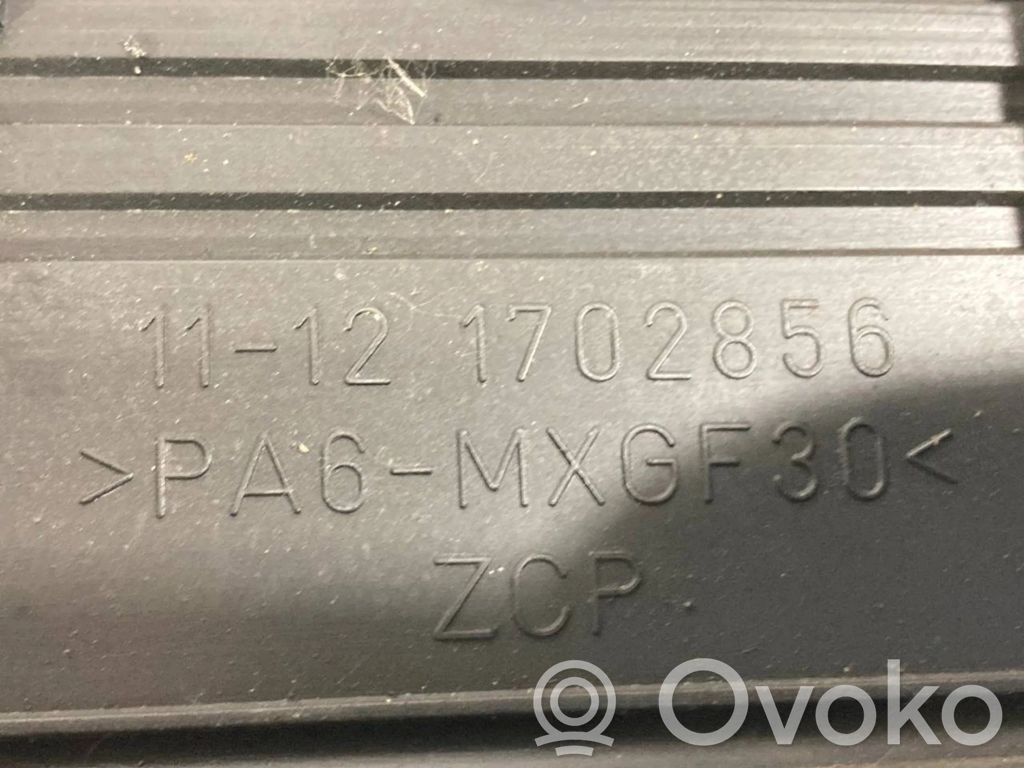 11-12 1702856
>PA6-MXGF30<
ZCP
Ovoko